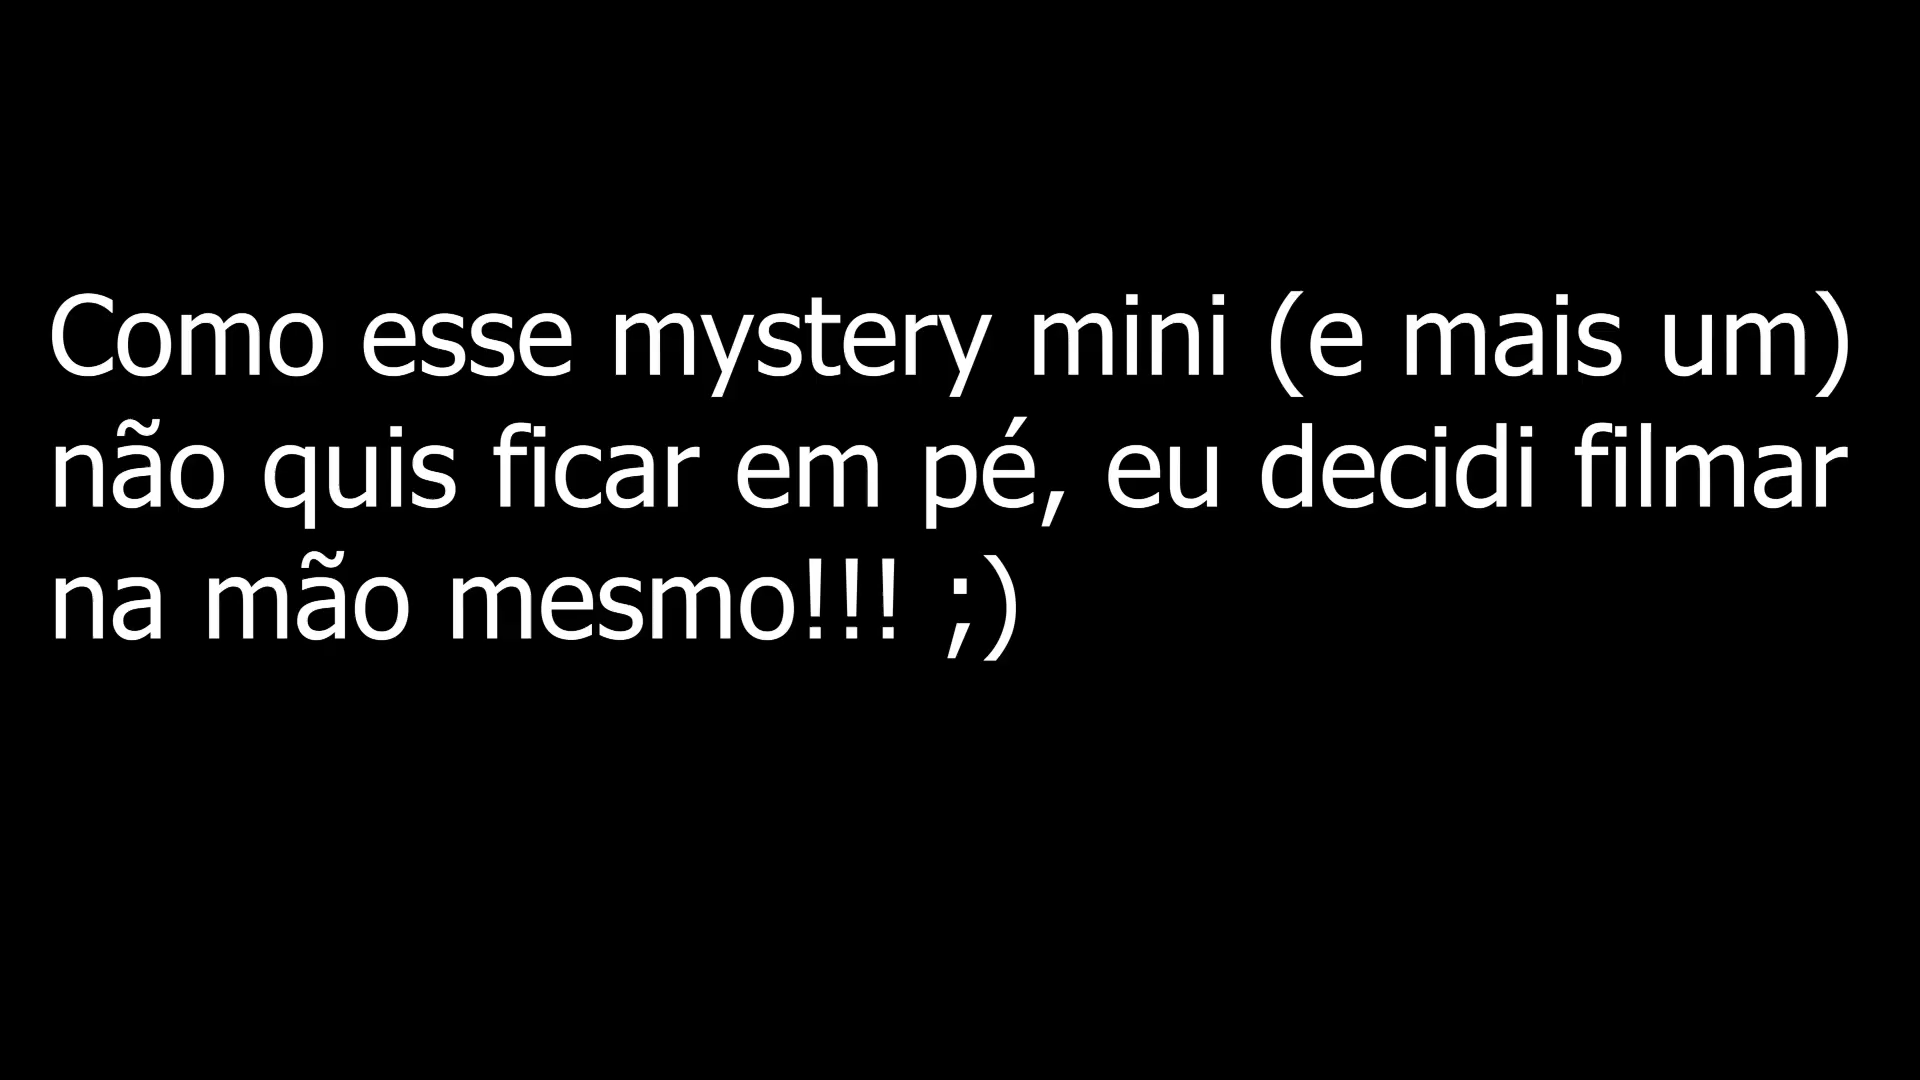 Como esse mystery mini (e mais um)
não quis ficar em pé, eu decidi filmar
na mão mesmo!!! ;)